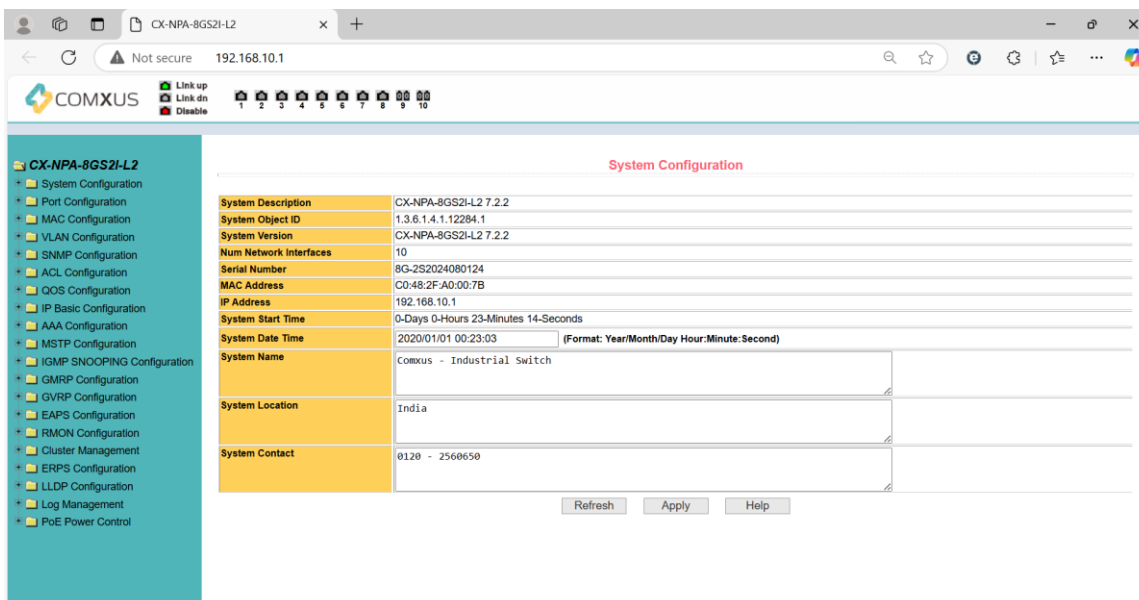 CX-NPA-8GS2I-L2
Not secure 192.168.10.1
COMXUS
Link up
Link dn
Disable
1 2 3 4 5 6 7 8 9 10
CX-NPA-8GS2I-L2
System Configuration
Port Configuration
MAC Configuration
VLAN Configuration
SNMP Configuration
ACL Configuration
QOS Configuration
IP Basic Configuration
AAA Configuration
MSTP Configuration
IGMP SNOOPING Configuration
GMRP Configuration
GVRP Configuration
EAPS Configuration
RMON Configuration
Cluster Management
ERPS Configuration
LLDP Configuration
Log Management
PoE Power Control
System Configuration
System Description CX-NPA-8GS2I-L2 7.2.2
System Object ID 1.3.6.1.4.1.12284.1
System Version CX-NPA-8GS2I-L2 7.2.2
Num Network Interfaces 10
Serial Number 8G-2S2024080124
MAC Address C0:48:2F:A0:00:7B
IP Address 192.168.10.1
System Start Time 0-Days 0-Hours 23-Minutes 14-Seconds
System Date Time 2020/01/01 00:23:03 (Format: Year/Month/Day Hour:Minute:Second)
System Name Comxus - Industrial Switch
System Location India
System Contact 0120 - 2560650
Refresh Apply Help